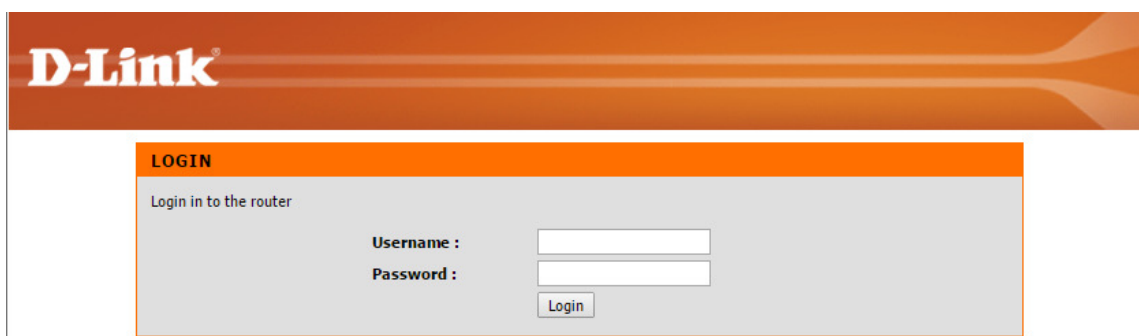 D-Link®
LOGIN
Login in to the router
Username :
Password :
Login